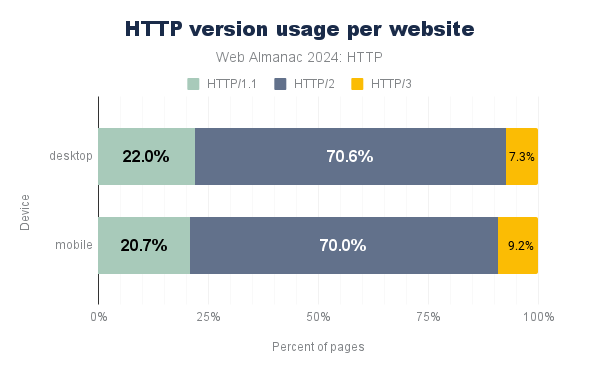 HTTP version usage per website
Web Almanac 2024: HTTP
HTTP/1.1 HTTP/2 HTTP/3
desktop 22.0% 70.6% 7.3%
Device
mobile 20.7% 70.0% 9.2%
0% 25% 50% 75% 100%
Percent of pages